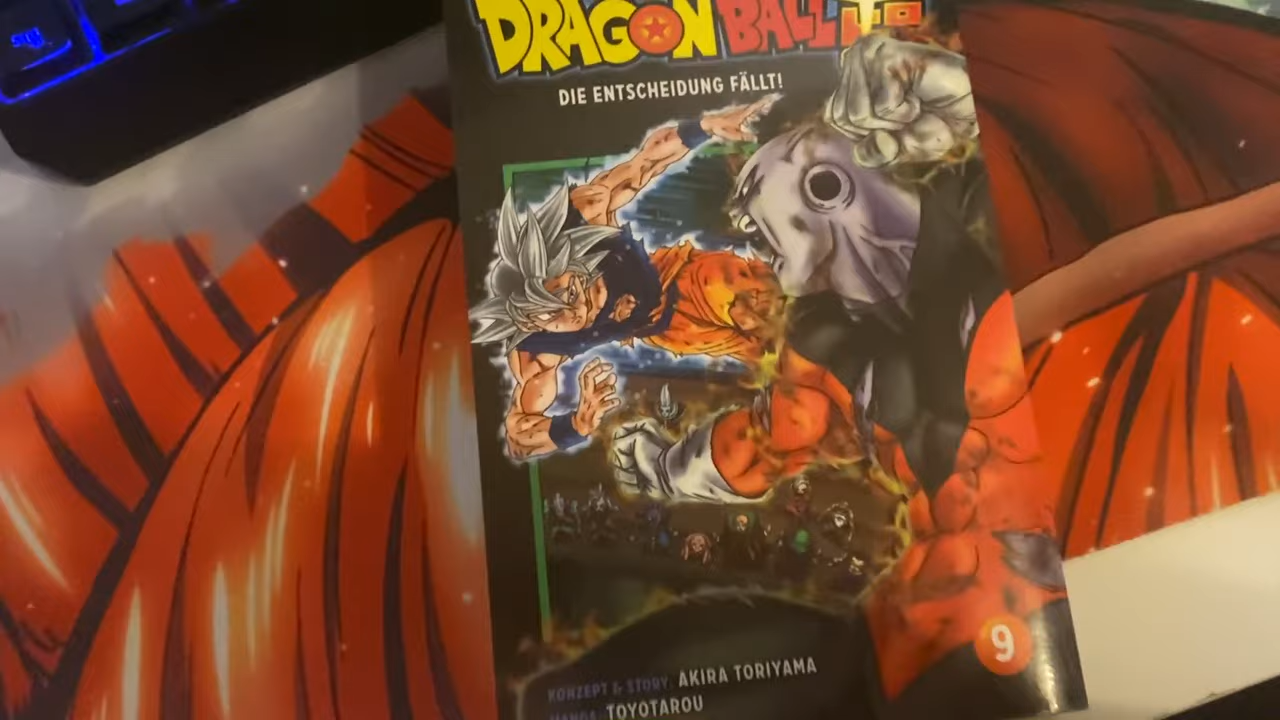 DRAGON BALL
DIE ENTSCHEIDUNG FÄLLT!
9
KONZEPT & STORY: AKIRA TORIYAMA
MANGA: TOYOTAROU